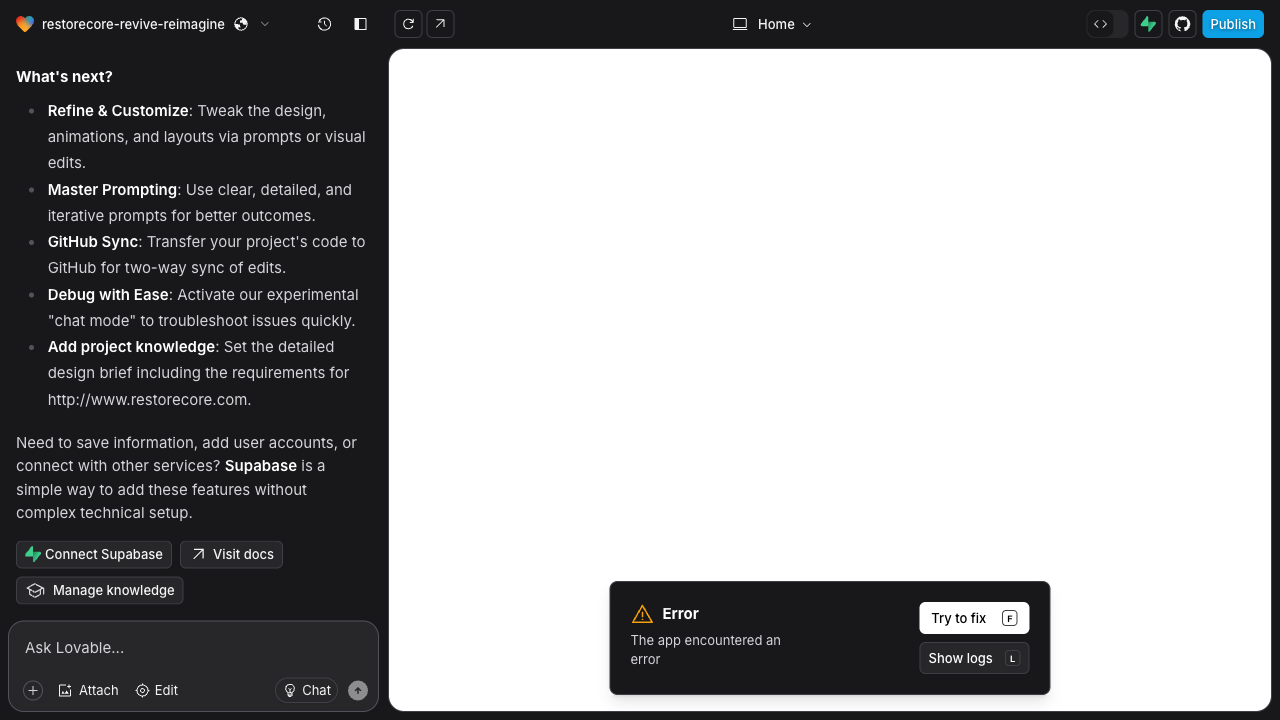 restorecore-revive-reimagine
Home
Publish
What's next?
Refine & Customize: Tweak the design,
animations, and layouts via prompts or visual
edits.
Master Prompting: Use clear, detailed, and
iterative prompts for better outcomes.
GitHub Sync: Transfer your project's code to
GitHub for two-way sync of edits.
Debug with Ease: Activate our experimental
"chat mode" to troubleshoot issues quickly.
Add project knowledge: Set the detailed
design brief including the requirements for
http://www.restorecore.com.
Need to save information, add user accounts, or
connect with other services? Supabase is a
simple way to add these features without
complex technical setup.
Connect Supabase
Visit docs
Manage knowledge
Ask Lovable...
Attach
Edit
Chat
Error
The app encountered an
error
Try to fix F
Show logs L